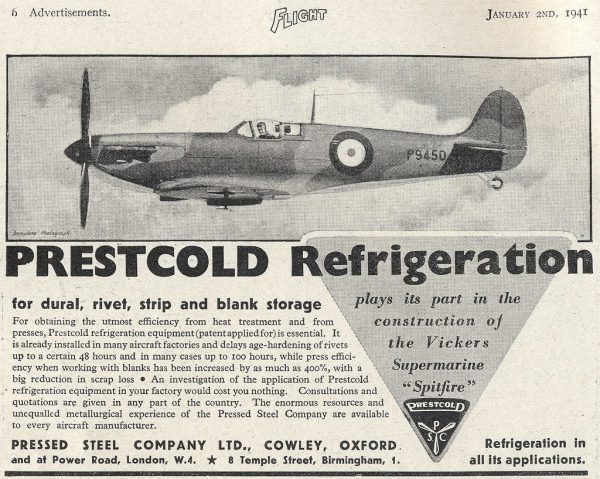 6 Advertisements.
FLIGHT
JANUARY 2ND, 1941
P9450
"Aeroplane" Photograph
PRESTCOLD Refrigeration
for dural, rivet, strip and blank storage
For obtaining the utmost efficiency from heat treatment and from
presses, Prestcold refrigeration equipment (patent applied for) is essential. It
is already installed in many aircraft factories and delays age-hardening of rivets
up to a certain 48 hours and in many cases up to 100 hours, while press effici-
ency when working with blanks has been increased by as much as 400%, with a
big reduction in scrap loss • An investigation of the application of Prestcold
refrigeration equipment in your factory would cost you nothing. Consultations and
quotations are given in any part of the country. The enormous resources and
unequalled metallurgical experience of the Pressed Steel Company are available
to every aircraft manufacturer.
plays its part in the
construction of
the Vickers
Supermarine
"Spitfire"
PRESTCOLD
P
S C
PRESSED STEEL COMPANY LTD., COWLEY, OXFORD.
and at Power Road, London, W.4. ★ 8 Temple Street, Birmingham, 1.
Refrigeration in
all its applications.